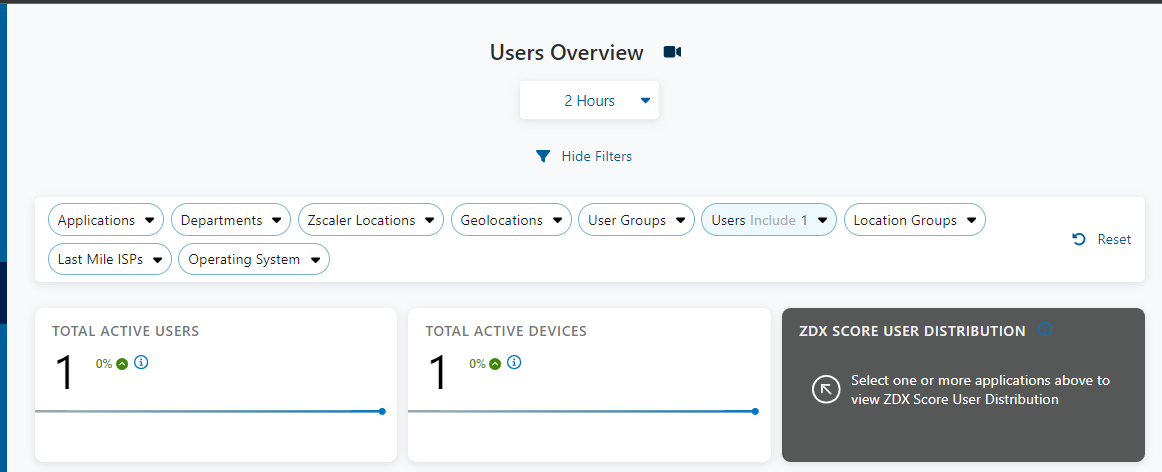 Users Overview
2 Hours
Hide Filters
Applications
Departments
Zscaler Locations
Geolocations
User Groups
Users Include 1
Location Groups
Last Mile ISPs
Operating System
Reset
TOTAL ACTIVE USERS
1
0%
TOTAL ACTIVE DEVICES
1
0%
ZDX SCORE USER DISTRIBUTION
Select one or more applications above to
view ZDX Score User Distribution